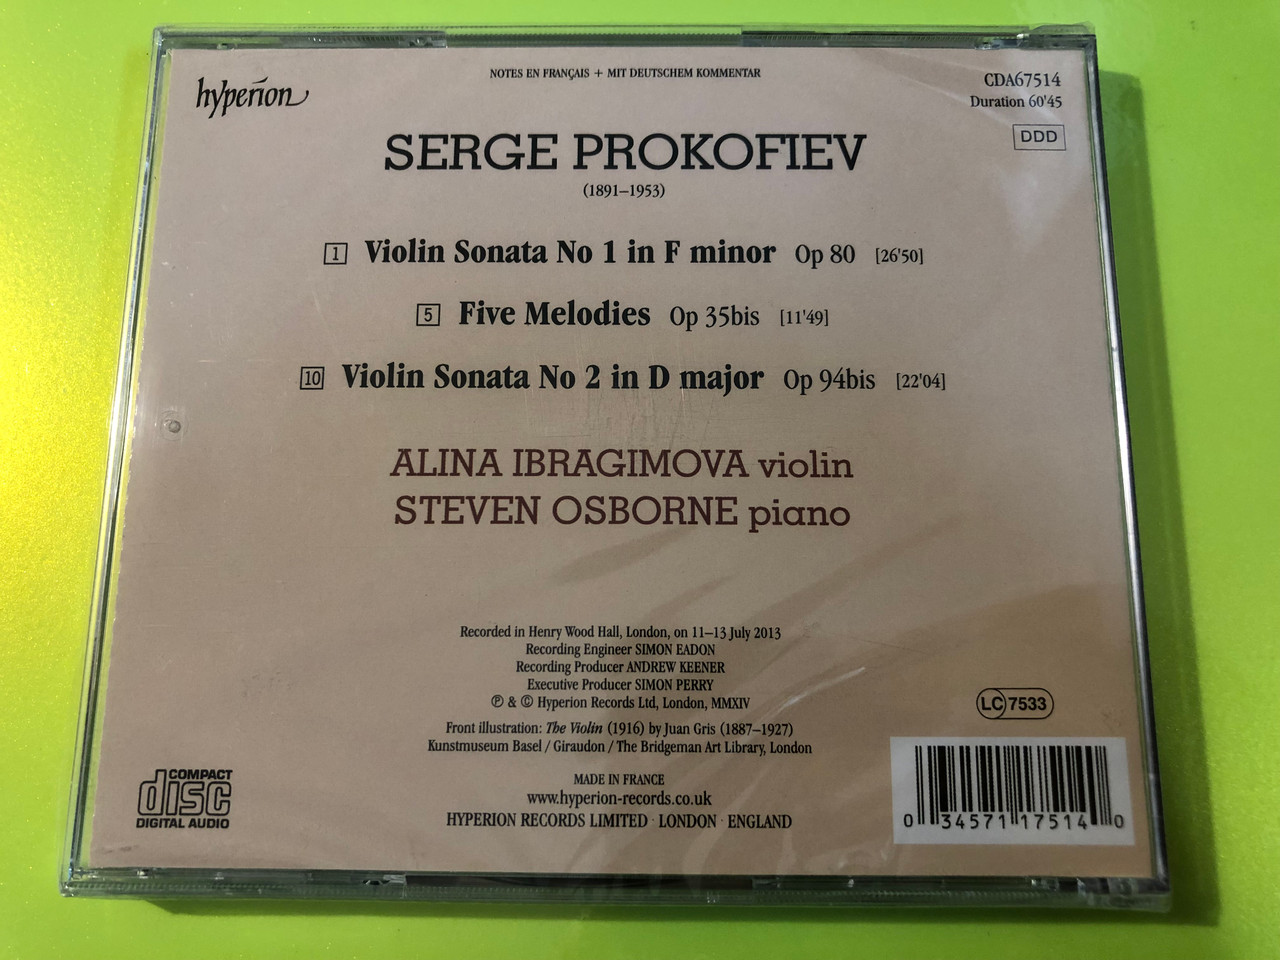 NOTES EN FRANÇAIS + MIT DEUTSCHEM KOMMENTAR
hyperion
CDA67514
Duration 60'45
DDD
SERGE PROKOFIEV
(1891–1953)
1 Violin Sonata No 1 in F minor Op 80 [26'50]
5 Five Melodies Op 35bis [11'49]
10 Violin Sonata No 2 in D major Op 94bis [22'04]
ALINA IBRAGIMOVA violin
STEVEN OSBORNE piano
Recorded in Henry Wood Hall, London, on 11–13 July 2013
Recording Engineer SIMON EADON
Recording Producer ANDREW KEENER
Executive Producer SIMON PERRY
℗ & © Hyperion Records Ltd, London, MMXIV
Front illustration: The Violin (1916) by Juan Gris (1887–1927)
Kunstmuseum Basel / Giraudon / The Bridgeman Art Library, London
MADE IN FRANCE
www.hyperion-records.co.uk
HYPERION RECORDS LIMITED · LONDON · ENGLAND
COMPACT
disc
DIGITAL AUDIO
LC 7533
0 34571 17514 0